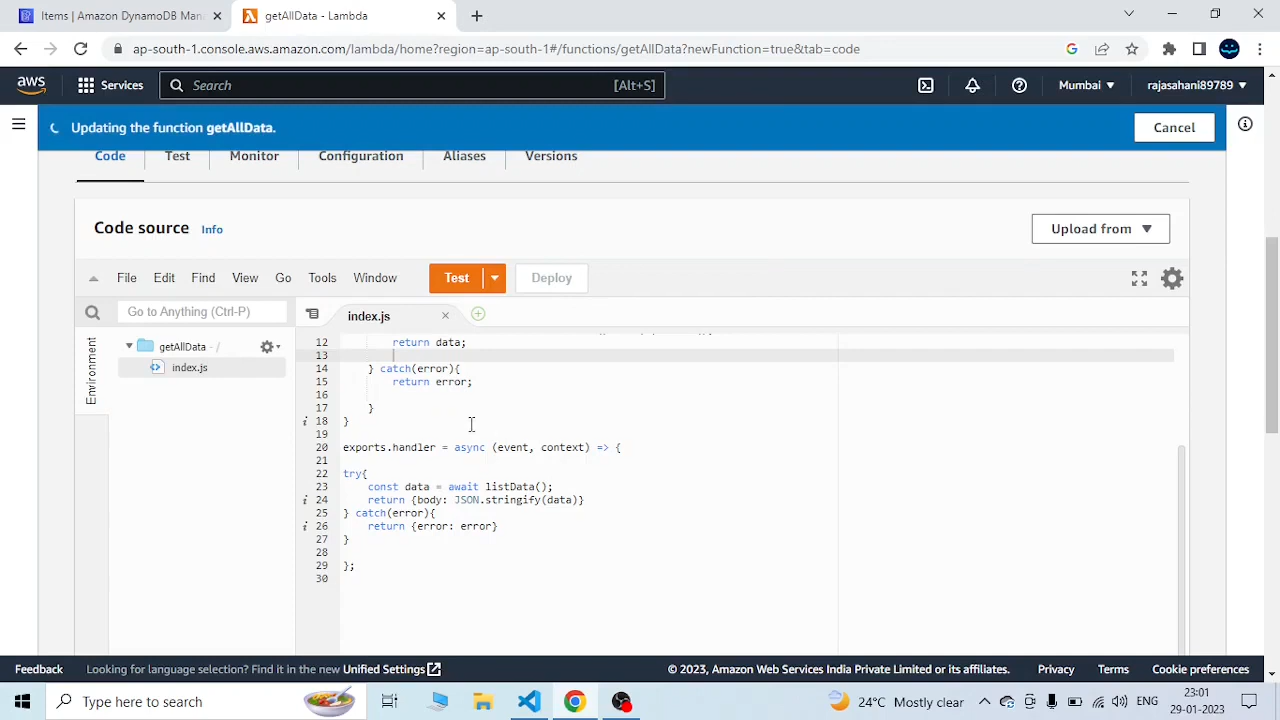 Items | Amazon DynamoDB Man
getAllData - Lambda
ap-south-1.console.aws.amazon.com/lambda/home?region=ap-south-1#/functions/getAllData?newFunction=true&tab=code
aws
Services
Search
[Alt+S]
Mumbai
rajasahani89789
Updating the function getAllData.
Cancel
Code
Test
Monitor
Configuration
Aliases
Versions
Code source
Info
Upload from
File
Edit
Find
View
Go
Tools
Window
Test
Deploy
Go to Anything (Ctrl-P)
index.js
Environment
getAllData - /
index.js
12 return data;
13
14 } catch(error){
15 return error;
16
17 }
18 }
19
20 exports.handler = async (event, context) => {
21
22 try{
23 const data = await listData();
24 return {body: JSON.stringify(data)}
25 } catch(error){
26 return {error: error}
27 }
28
29 };
30
Feedback
Looking for language selection? Find it in the new Unified Settings
© 2023, Amazon Web Services India Private Limited or its affiliates.
Privacy
Terms
Cookie preferences
Type here to search
24°C Mostly clear
ENG
23:01
29-01-2023